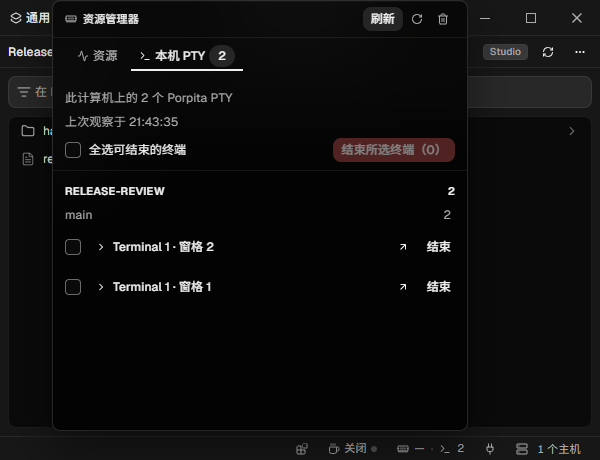 通用
资源管理器
刷新
Release
资源
本机 PTY
2
Studio
此计算机上的 2 个 Porpita PTY
在
上次观察于 21:43:35
ha
全选可结束的终端
结束所选终端（0）
re
RELEASE-REVIEW
2
main
2
Terminal 1 · 窗格 2
结束
Terminal 1 · 窗格 1
结束
关闭
— ·
2
1 个主机